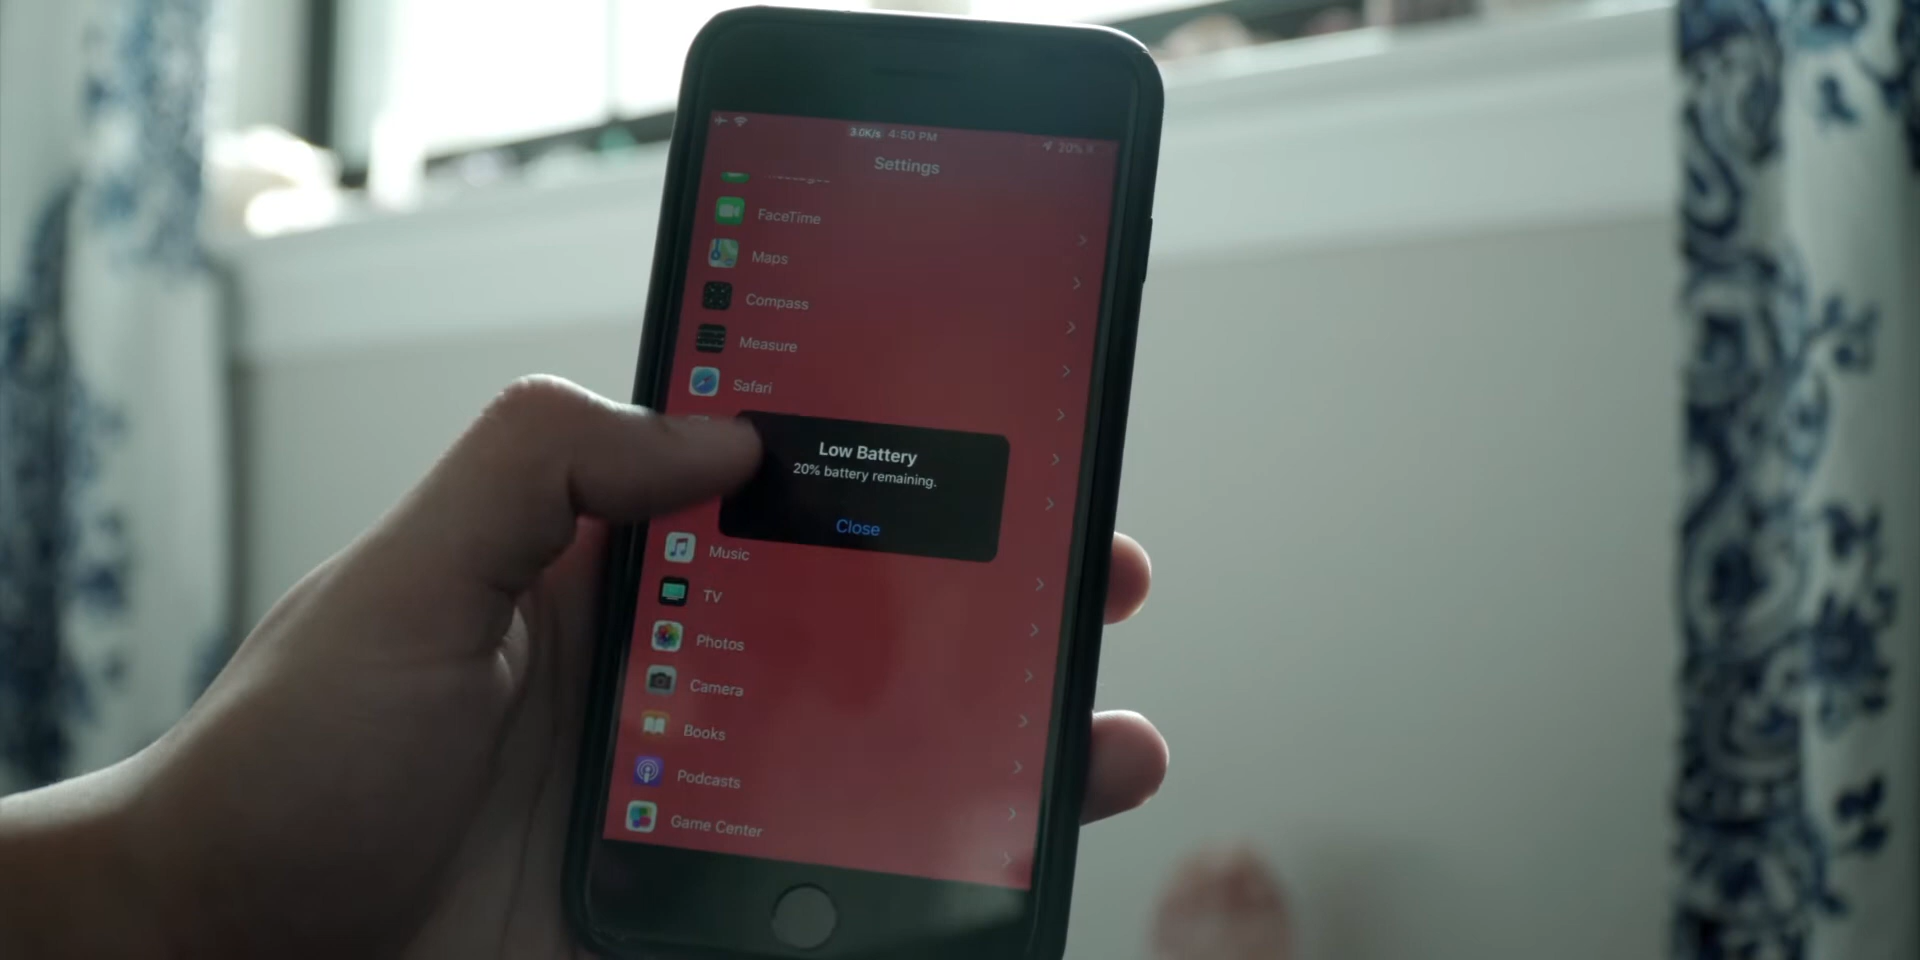 3.0K/s 4:50 PM
20%
Settings
FaceTime
Maps
Compass
Measure
Safari
Low Battery
20% battery remaining.
Close
Music
TV
Photos
Camera
Books
Podcasts
Game Center